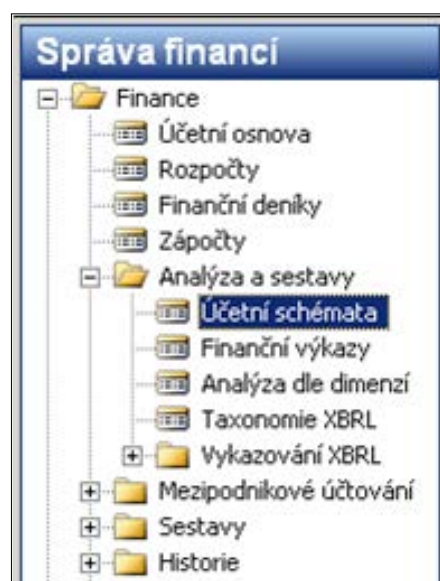 Správa financí
Finance
Účetní osnova
Rozpočty
Finanční deníky
Zápočty
Analýza a sestavy
Účetní schémata
Finanční výkazy
Analýza dle dimenzí
Taxonomie XBRL
Vykazování XBRL
Mezipodnikové účtování
Sestavy
Historie